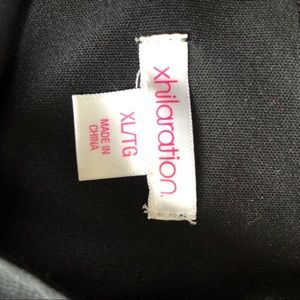 xhilaration.
XL/TG
MADE IN
CHINA